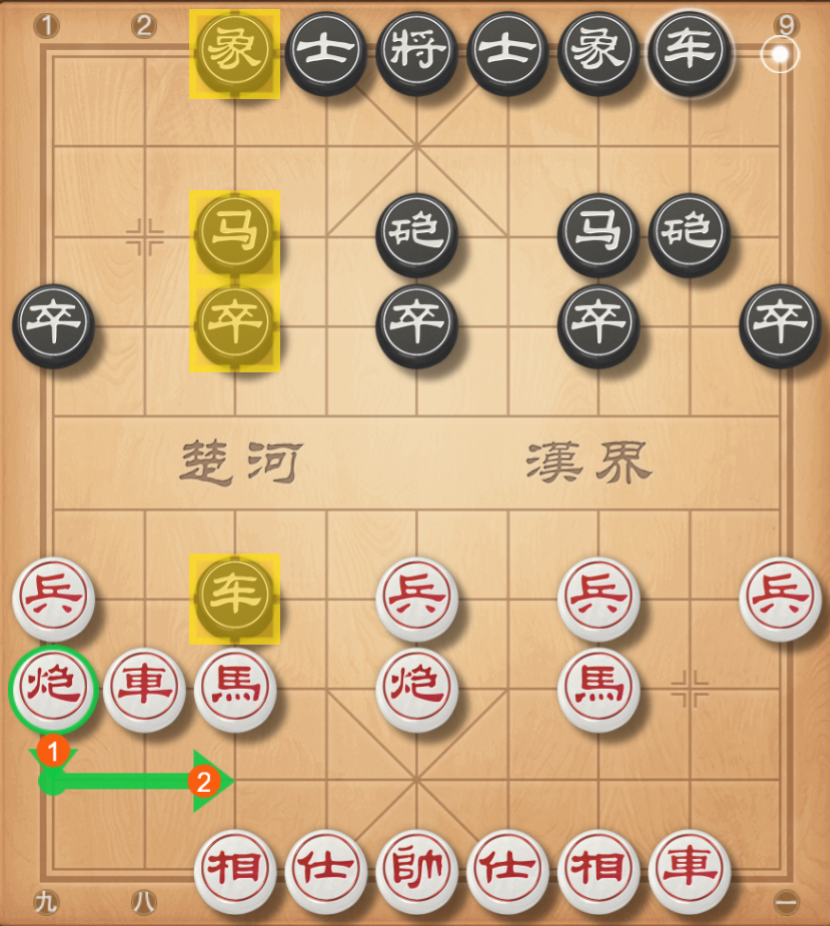 1 2 9
象 士 将 士 象 车
马 砲 马 砲
卒 卒 卒 卒 卒
楚河 漢界
兵 车 兵 兵 兵
炮 車 馬 炮 馬
1
2
相 仕 帥 仕 相 車
九 八 一